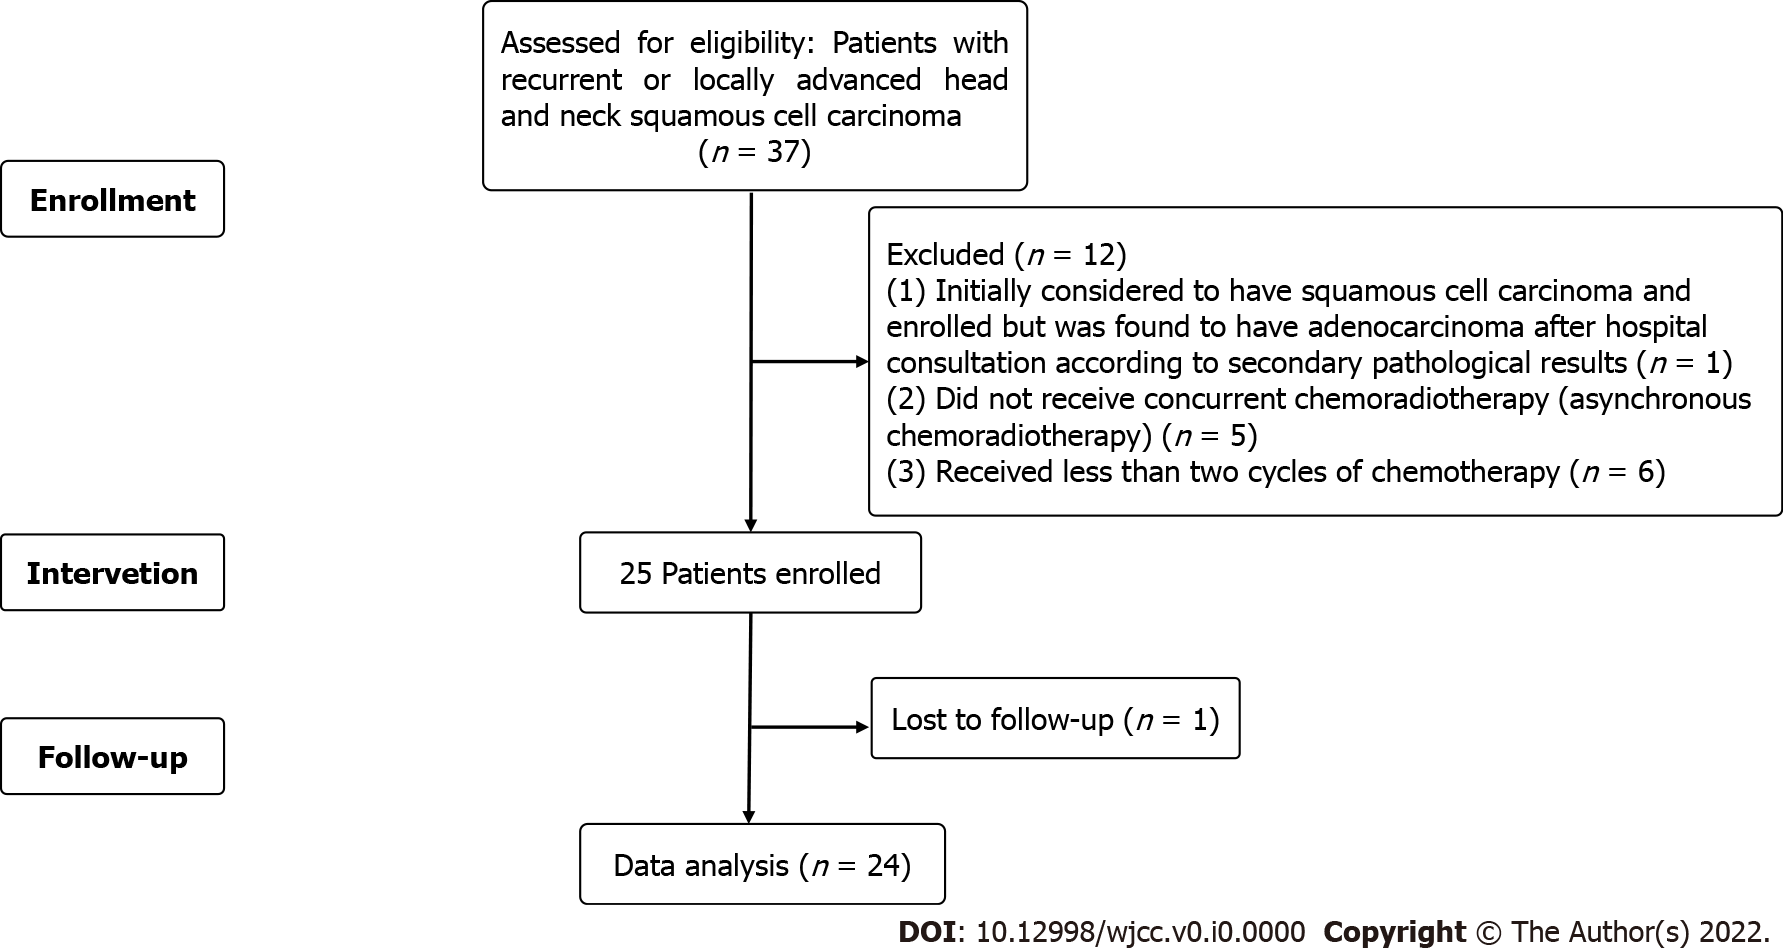 Assessed for eligibility: Patients with
recurrent or locally advanced head
and neck squamous cell carcinoma
(n = 37)
Enrollment
Excluded (n = 12)
(1) Initially considered to have squamous cell carcinoma and
enrolled but was found to have adenocarcinoma after hospital
consultation according to secondary pathological results (n = 1)
(2) Did not receive concurrent chemoradiotherapy (asynchronous
chemoradiotherapy) (n = 5)
(3) Received less than two cycles of chemotherapy (n = 6)
Intervetion
25 Patients enrolled
Lost to follow-up (n = 1)
Follow-up
Data analysis (n = 24)
DOI: 10.12998/wjcc.v0.i0.0000 Copyright © The Author(s) 2022.